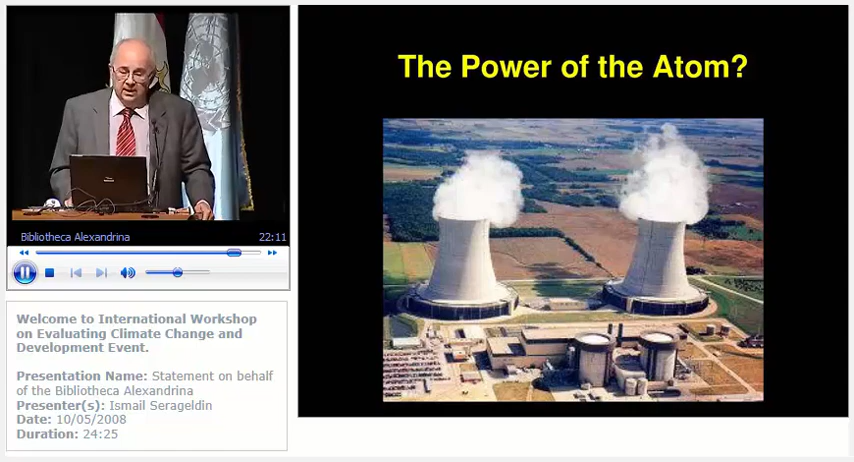 The Power of the Atom?
Bibliotheca Alexandrina 22:11
Welcome to International Workshop
on Evaluating Climate Change and
Development Event.
Presentation Name: Statement on behalf
of the Bibliotheca Alexandrina
Presenter(s): Ismail Serageldin
Date: 10/05/2008
Duration: 24:25